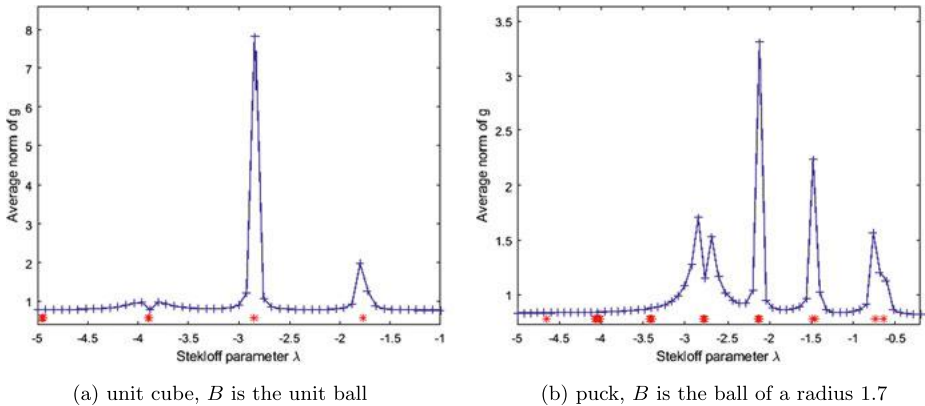 8
7
6
5
4
3
2
1
Average norm of g
-5 -4.5 -4 -3.5 -3 -2.5 -2 -1.5 -1
Stekloff parameter λ
(a) unit cube, B is the unit ball
3.5
3
2.5
2
1.5
1
Average norm of g
-5 -4.5 -4 -3.5 -3 -2.5 -2 -1.5 -1 -0.5
Stekloff parameter λ
(b) puck, B is the ball of a radius 1.7